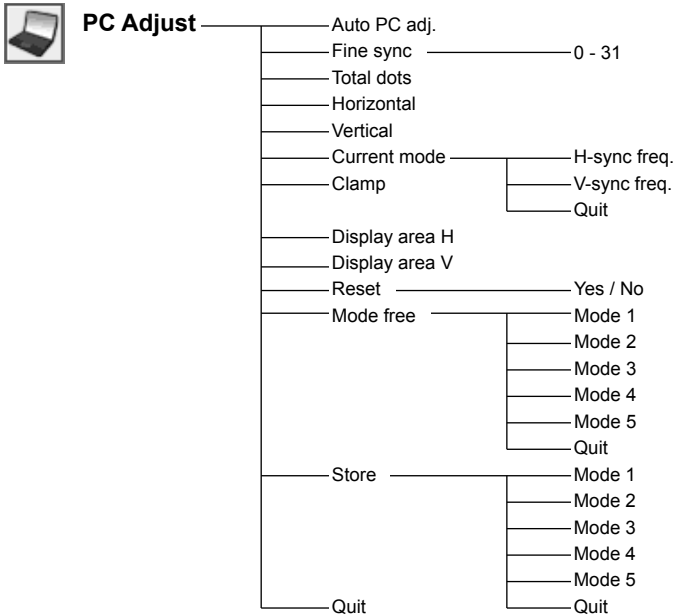 PC Adjust
Auto PC adj.
Fine sync 0 - 31
Total dots
Horizontal
Vertical
Current mode H-sync freq.
Clamp V-sync freq.
Quit
Display area H
Display area V
Reset Yes / No
Mode free Mode 1
Mode 2
Mode 3
Mode 4
Mode 5
Quit
Store Mode 1
Mode 2
Mode 3
Mode 4
Mode 5
Quit Quit